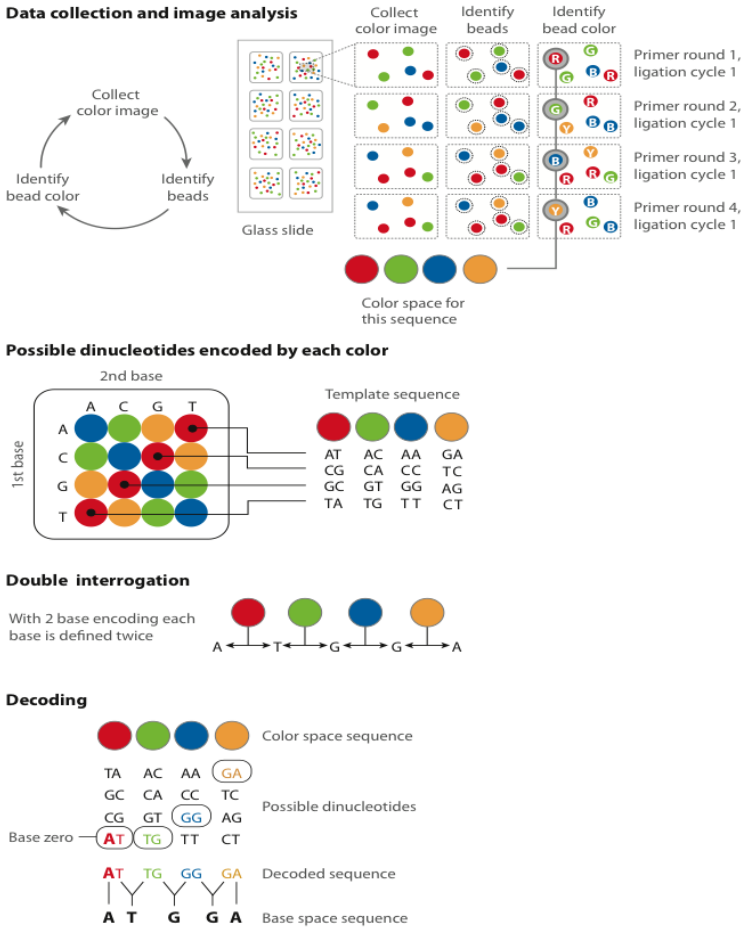 Data collection and image analysis
Collect
color image
Identify
beads
Identify
bead color
Collect
color image
Identify
bead color
Identify
beads
Glass slide
R G G B R
Primer round 1,
ligation cycle 1
G R Y B B
Primer round 2,
ligation cycle 1
B Y R R G
Primer round 3,
ligation cycle 1
Y B R G B
Primer round 4,
ligation cycle 1
Color space for
this sequence
Possible dinucleotides encoded by each color
2nd base
A C G T
1st base
A
C
G
T
Template sequence
AT AC AA GA
CG CA CC TC
GC GT GG AG
TA TG TT CT
Double interrogation
With 2 base encoding each
base is defined twice
A T G G A
Decoding
Color space sequence
TA AC AA GA
GC CA CC TC
Possible dinucleotides
CG GT GG AG
Base zero
AT TG TT CT
AT TG GG GA
Decoded sequence
A T G G A
Base space sequence